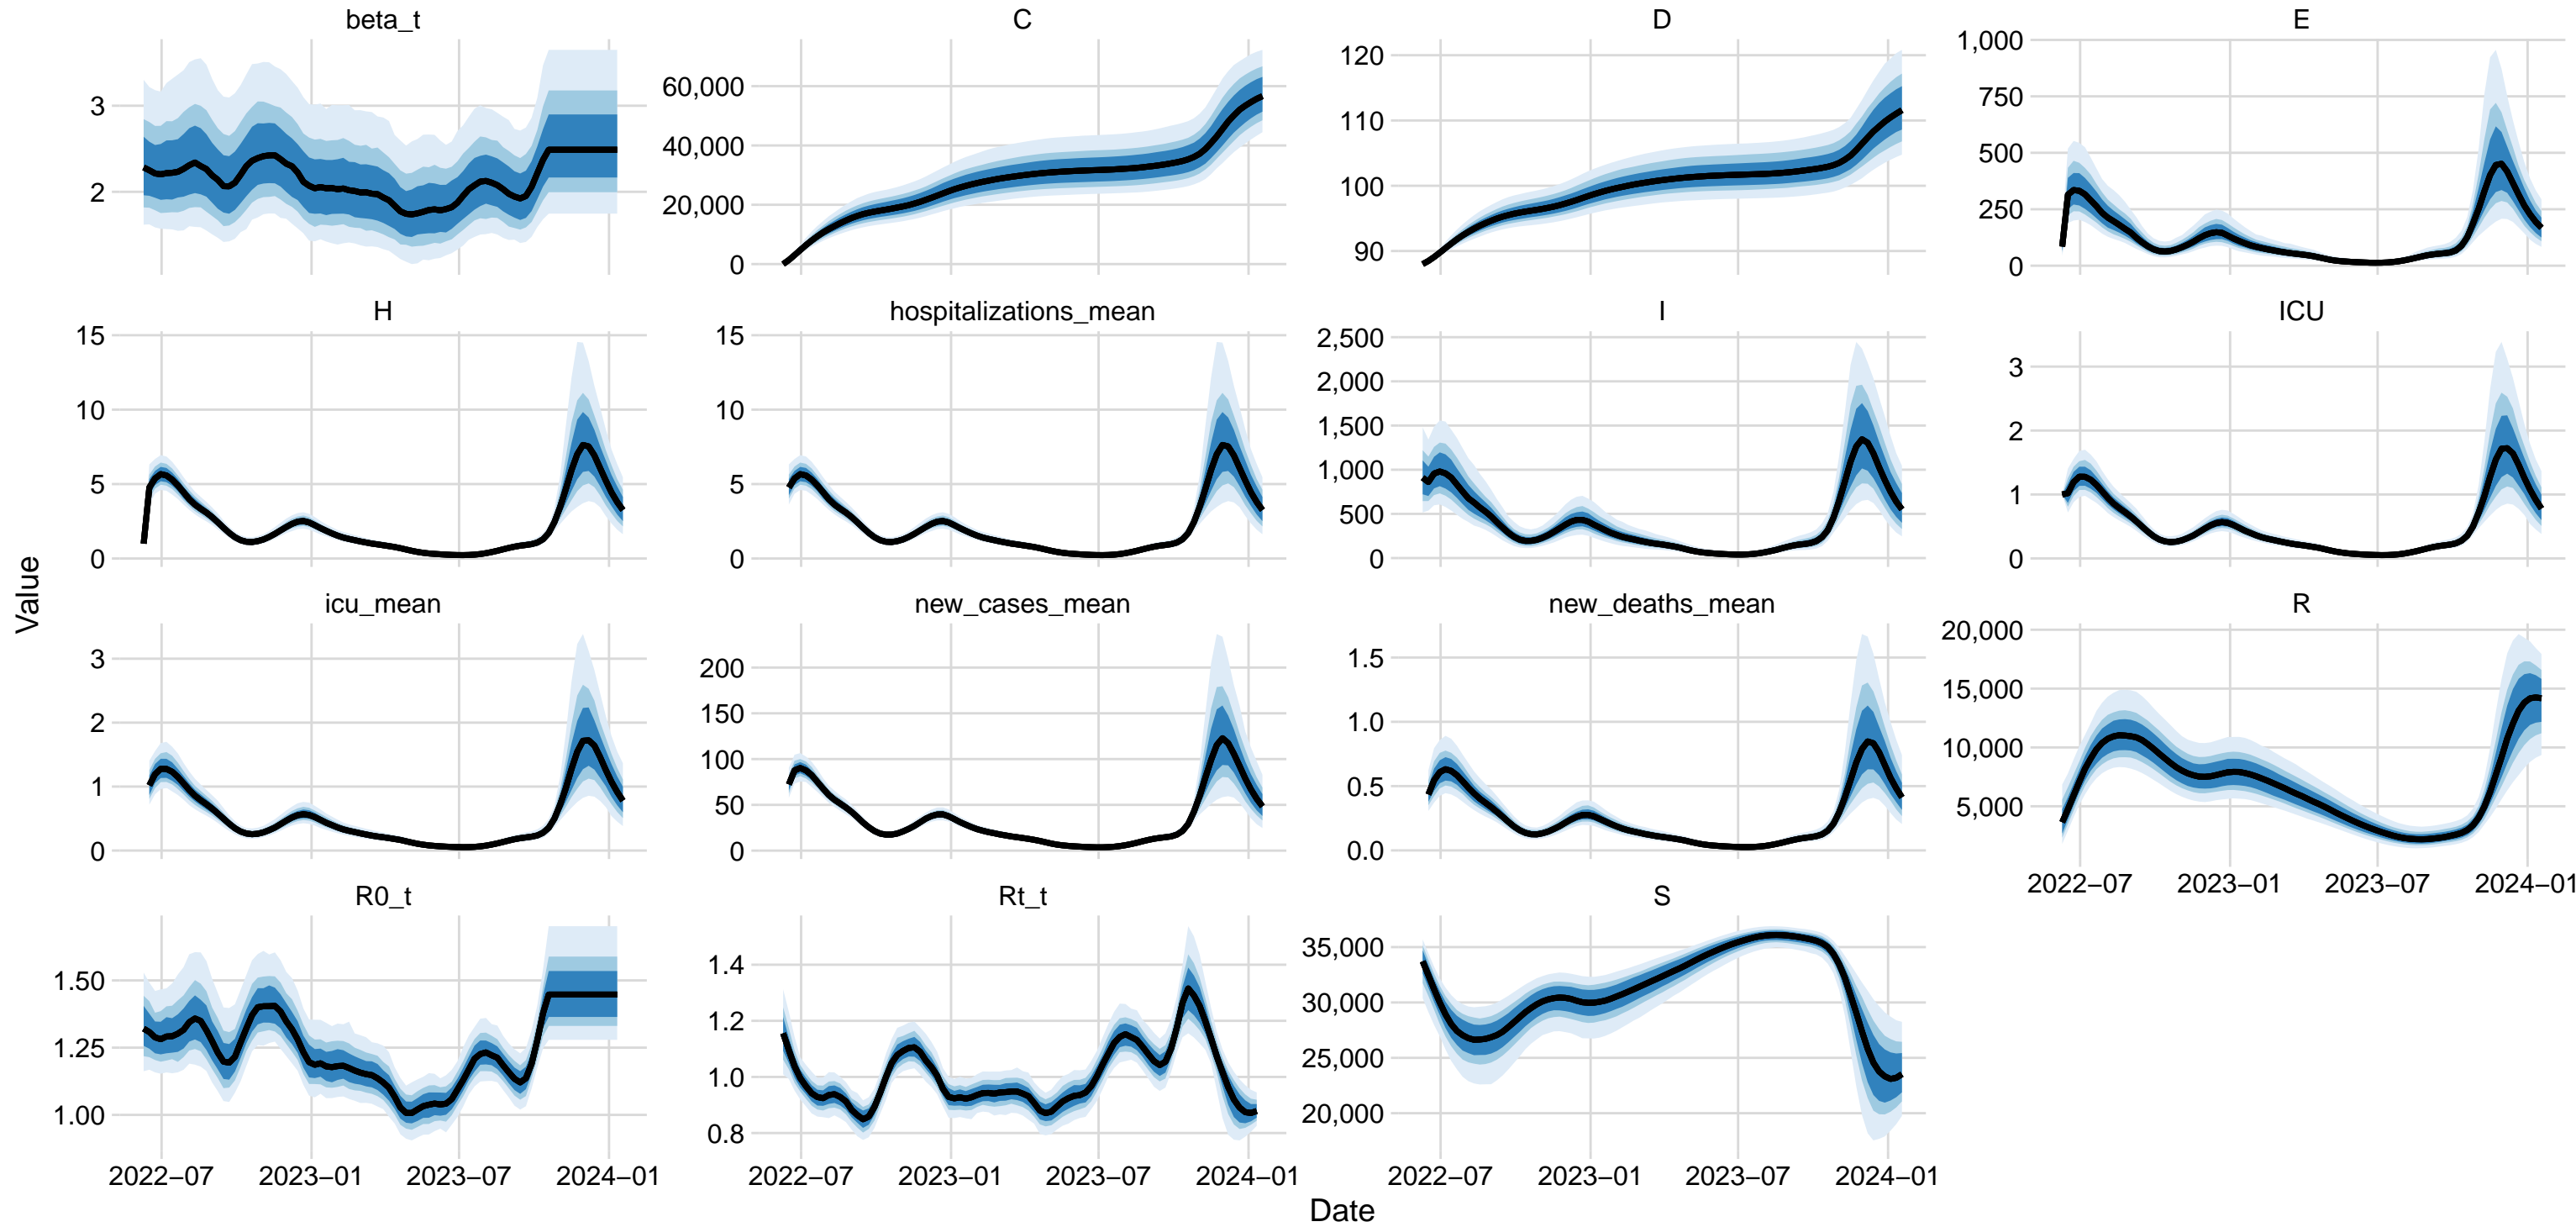 beta_t
C
D
E
3
2
60,000
40,000
20,000
0
120
110
100
90
1,000
750
500
250
0
H
hospitalizations_mean
I
ICU
15
10
5
0
15
10
5
0
2,500
2,000
1,500
1,000
500
0
3
2
1
0
icu_mean
new_cases_mean
new_deaths_mean
R
3
2
1
0
200
150
100
50
0
1.5
1.0
0.5
0.0
20,000
15,000
10,000
5,000
2022−07 2023−01 2023−07 2024−01
R0_t
Rt_t
S
1.50
1.25
1.00
1.4
1.2
1.0
0.8
35,000
30,000
25,000
20,000
2022−07 2023−01 2023−07 2024−01
2022−07 2023−01 2023−07 2024−01
2022−07 2023−01 2023−07 2024−01
Value
Date